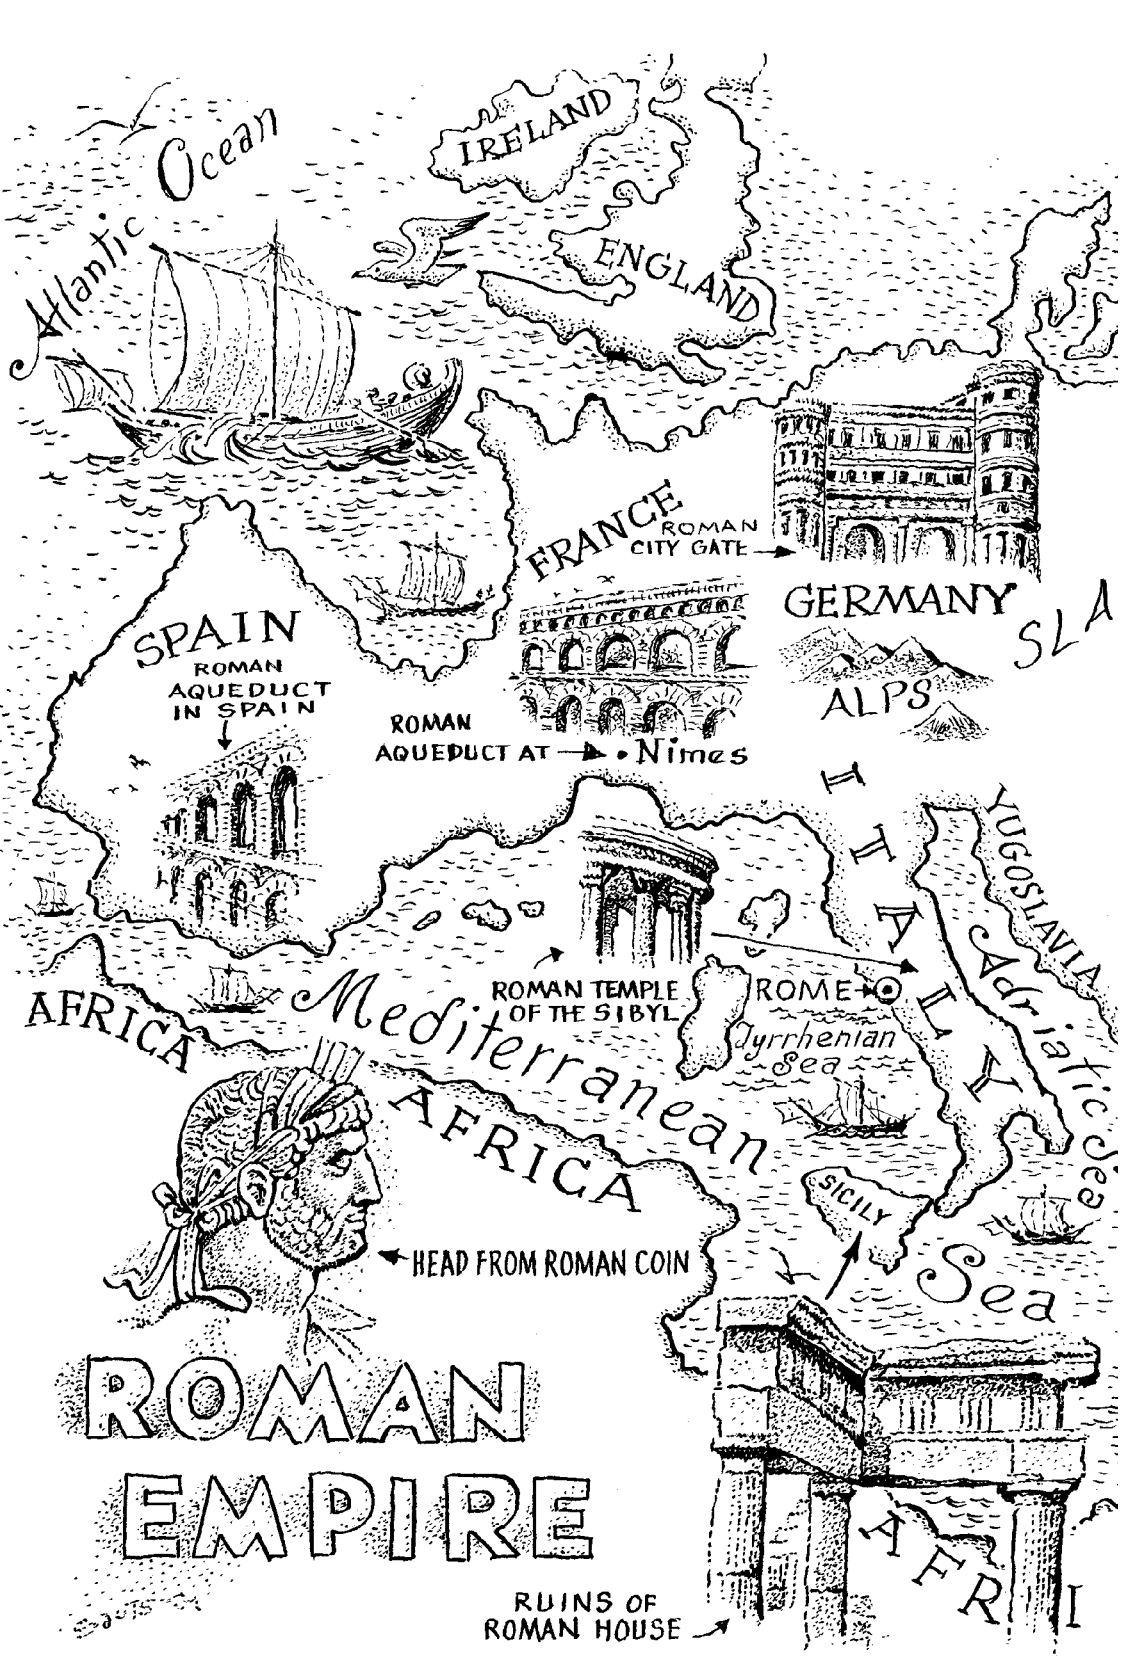 IRELAND
Atlantic Ocean
ENGLAND
FRANCE
ROMAN
CITY GATE
GERMANY
SLA
SPAIN
ROMAN
AQUEDUCT
IN SPAIN
ALPS
ROMAN
AQUEDUCT AT
Nimes
ITALY
YUGOSLAVIA
Adriatic Sea
ROMAN TEMPLE
OF THE SIBYL
ROME
Tyrrhenian
Sea
AFRICA
Mediterranean
Sea
AFRICA
SICILY
HEAD FROM ROMAN COIN
ROMAN
EMPIRE
AFRI
RUINS OF
ROMAN HOUSE